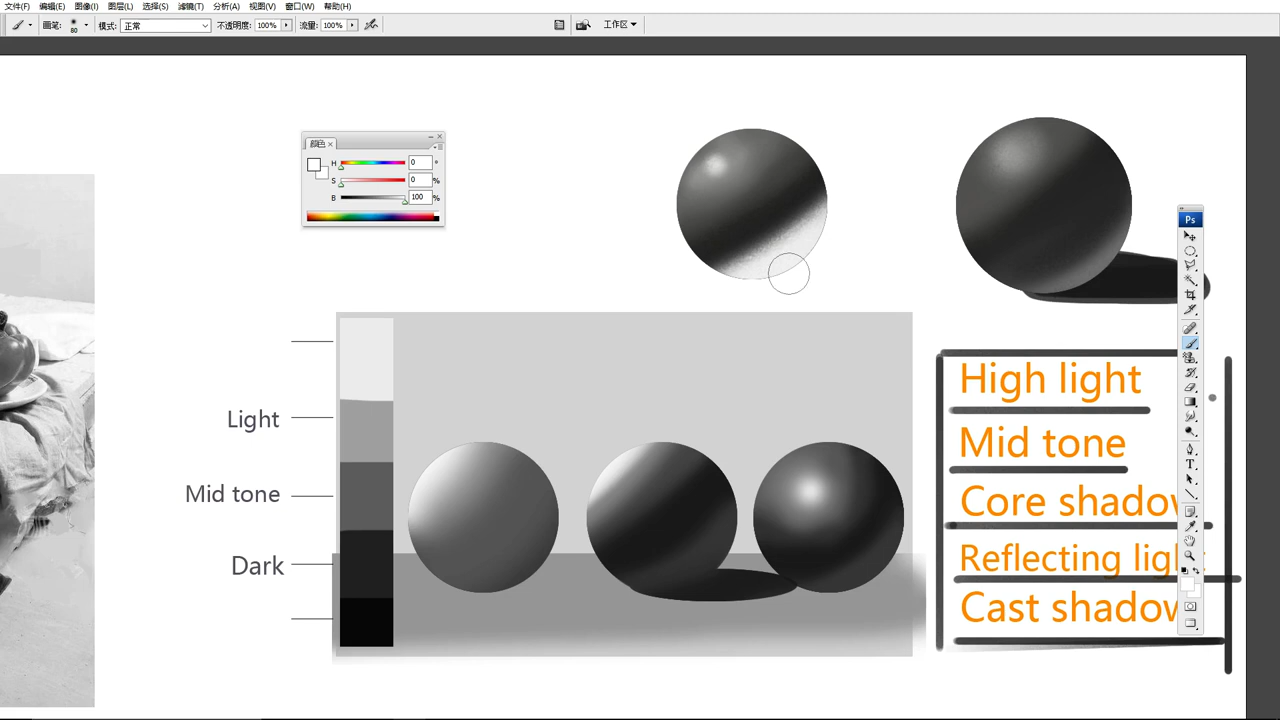 文件(F) 编辑(E) 图像(I) 图层(L) 选择(S) 滤镜(T) 分析(A) 视图(V) 窗口(W) 帮助(H)
画笔: 80 模式: 正常 不透明度: 100% 流量: 100% 工作区
颜色
H 0 °
S 0 %
B 100 %
Ps
Light
Mid tone
Dark
High light
Mid tone
Core shadow
Reflecting ligh
Cast shadow